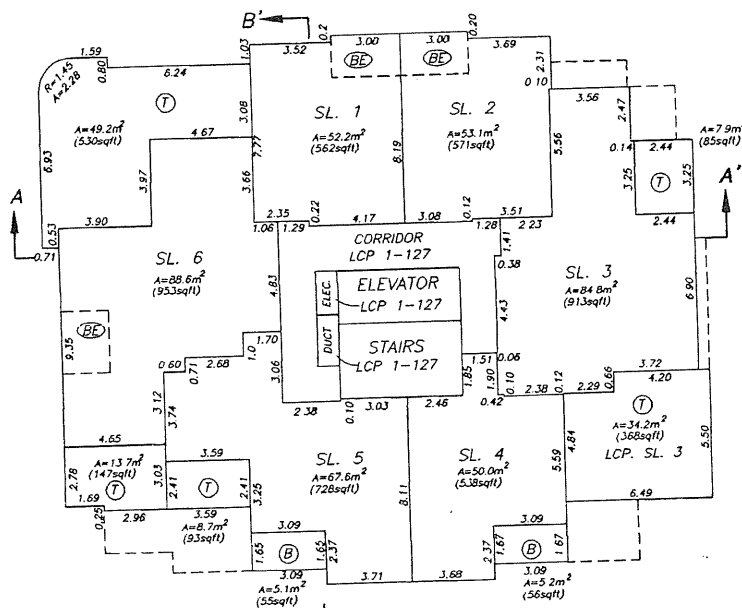 B'
1.59
0.80
R=1.45
A=2.28
6.24
1.03
3.52
0.2
3.00
3.00
0.20
3.69
BE
BE
2.31
0.10
3.56
2.47
T
3.08
SL. 1
SL. 2
A=49.2m²
(530sqft)
A=52.2m²
(562sqft)
A=53.1m²
(571sqft)
5.56
0.14
2.44
A=7.9m²
(85sqft)
4.67
7.77
8.19
6.93
3.97
3.66
3.25
T
3.25
A'
A
2.44
3.90
0.53
0.71
2.35
0.22
1.06
1.29
4.17
3.08
0.12
1.28
3.51
2.23
CORRIDOR
LCP 1-127
1.41
0.38
SL. 6
A=88.6m²
(953sqft)
4.83
ELEC.
ELEVATOR
LCP 1-127
SL. 3
A=84.8m²
(913sqft)
6.90
4.43
BE
9.35
DUCT
STAIRS
LCP 1-127
1.70
1.0
2.68
0.60
0.71
3.06
1.51
0.06
1.85
1.90
0.10
3.72
4.20
0.66
3.12
3.74
2.38
0.10
3.03
2.46
0.42
2.38
0.12
2.29
T
A=34.2m²
(368sqft)
LCP. SL. 3
4.84
5.50
4.65
2.78
A=13.7m²
(147sqft)
3.03
3.59
2.41
T
2.41
3.25
SL. 5
A=67.6m²
(728sqft)
SL. 4
A=50.0m²
(538sqft)
5.59
8.11
6.49
1.69
T
0.25
2.96
3.59
A=8.7m²
(93sqft)
3.09
1.65
B
1.65
2.37
3.09
2.37
1.67
B
1.67
3.09
A=5.1m²
(55sqft)
3.71
3.68
3.09
A=5.2m²
(56sqft)